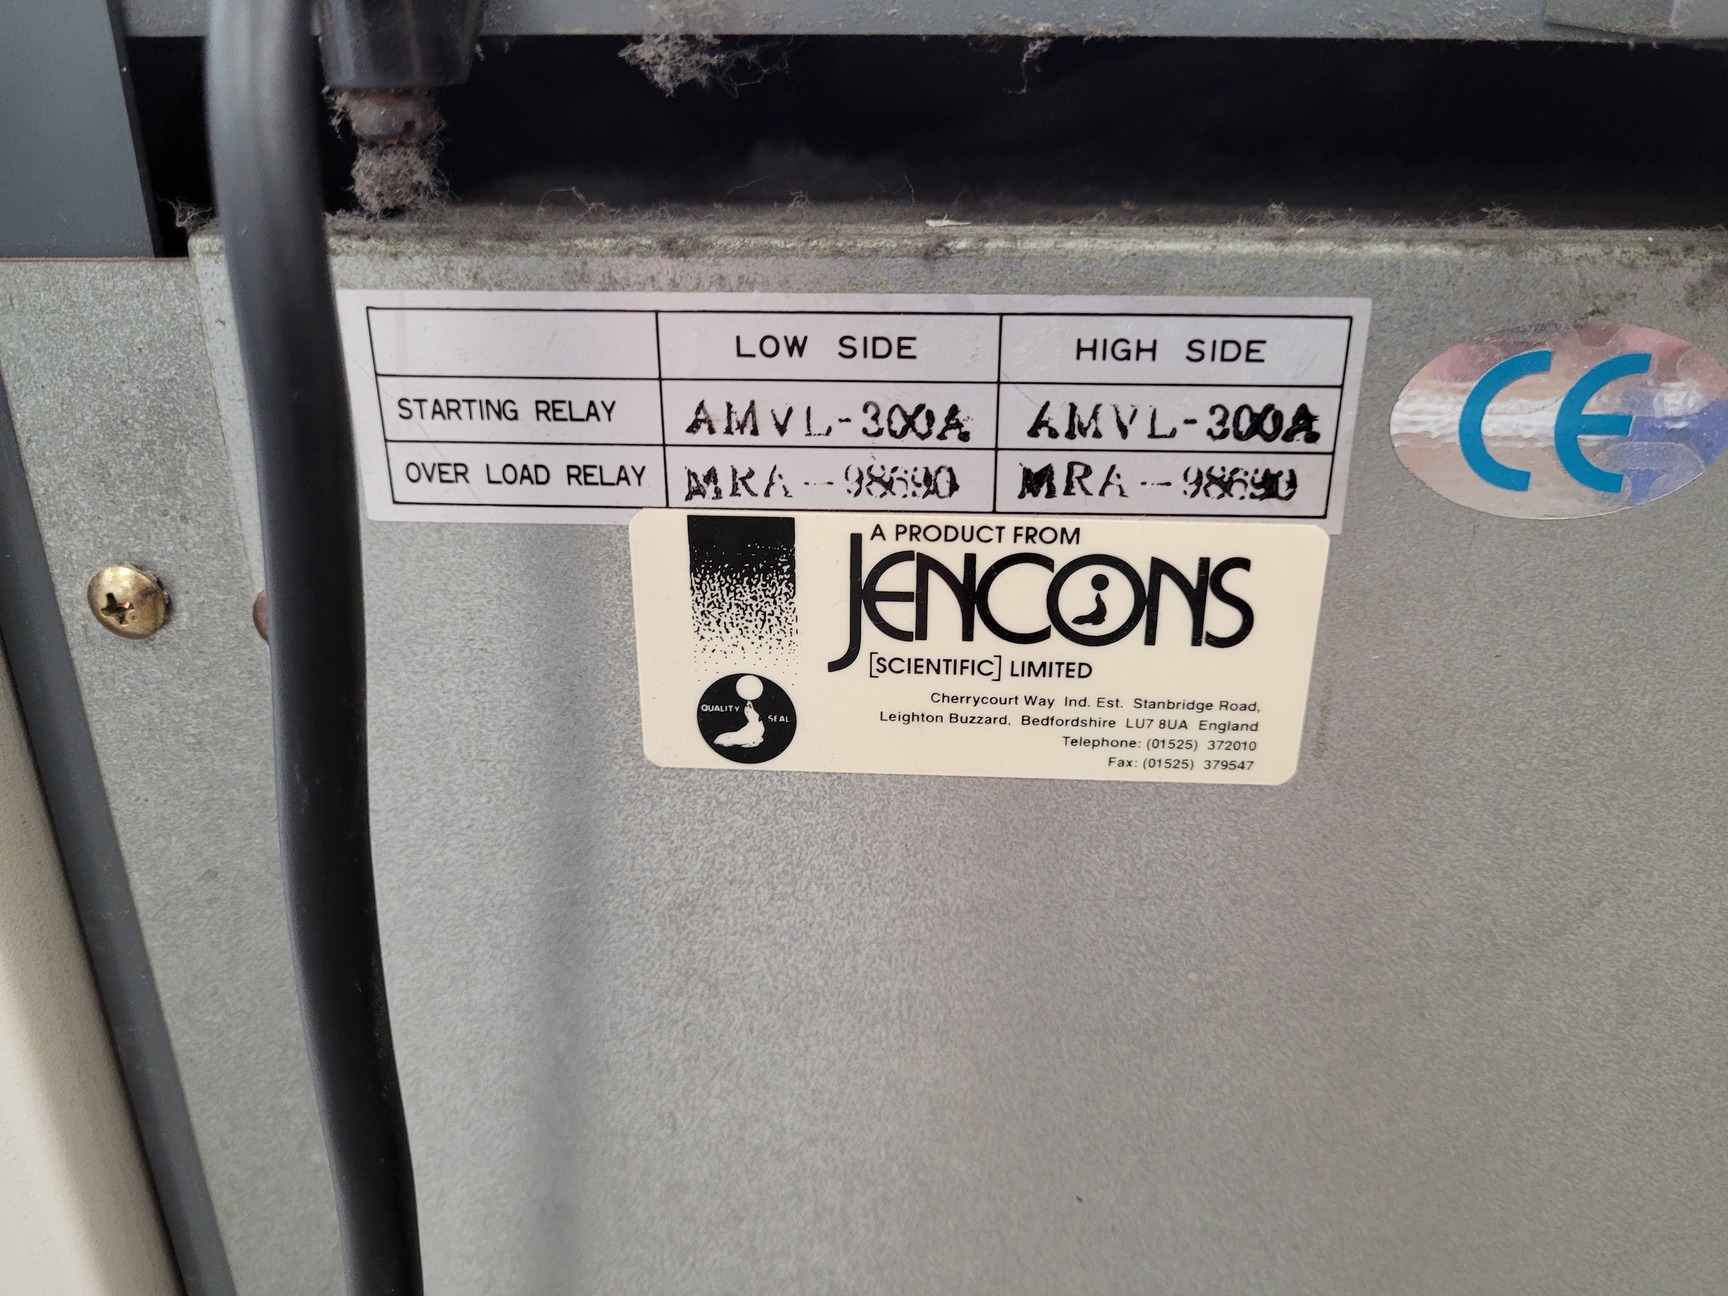 LOW SIDE HIGH SIDE
STARTING RELAY AMVL-300A AMVL-300A
OVER LOAD RELAY MRA-98690 MRA-98690
CE
A PRODUCT FROM
JENCONS
[SCIENTIFIC] LIMITED
QUALITY SEAL
Cherrycourt Way Ind. Est. Stanbridge Road,
Leighton Buzzard, Bedfordshire LU7 8UA England
Telephone: (01525) 372010
Fax: (01525) 379547